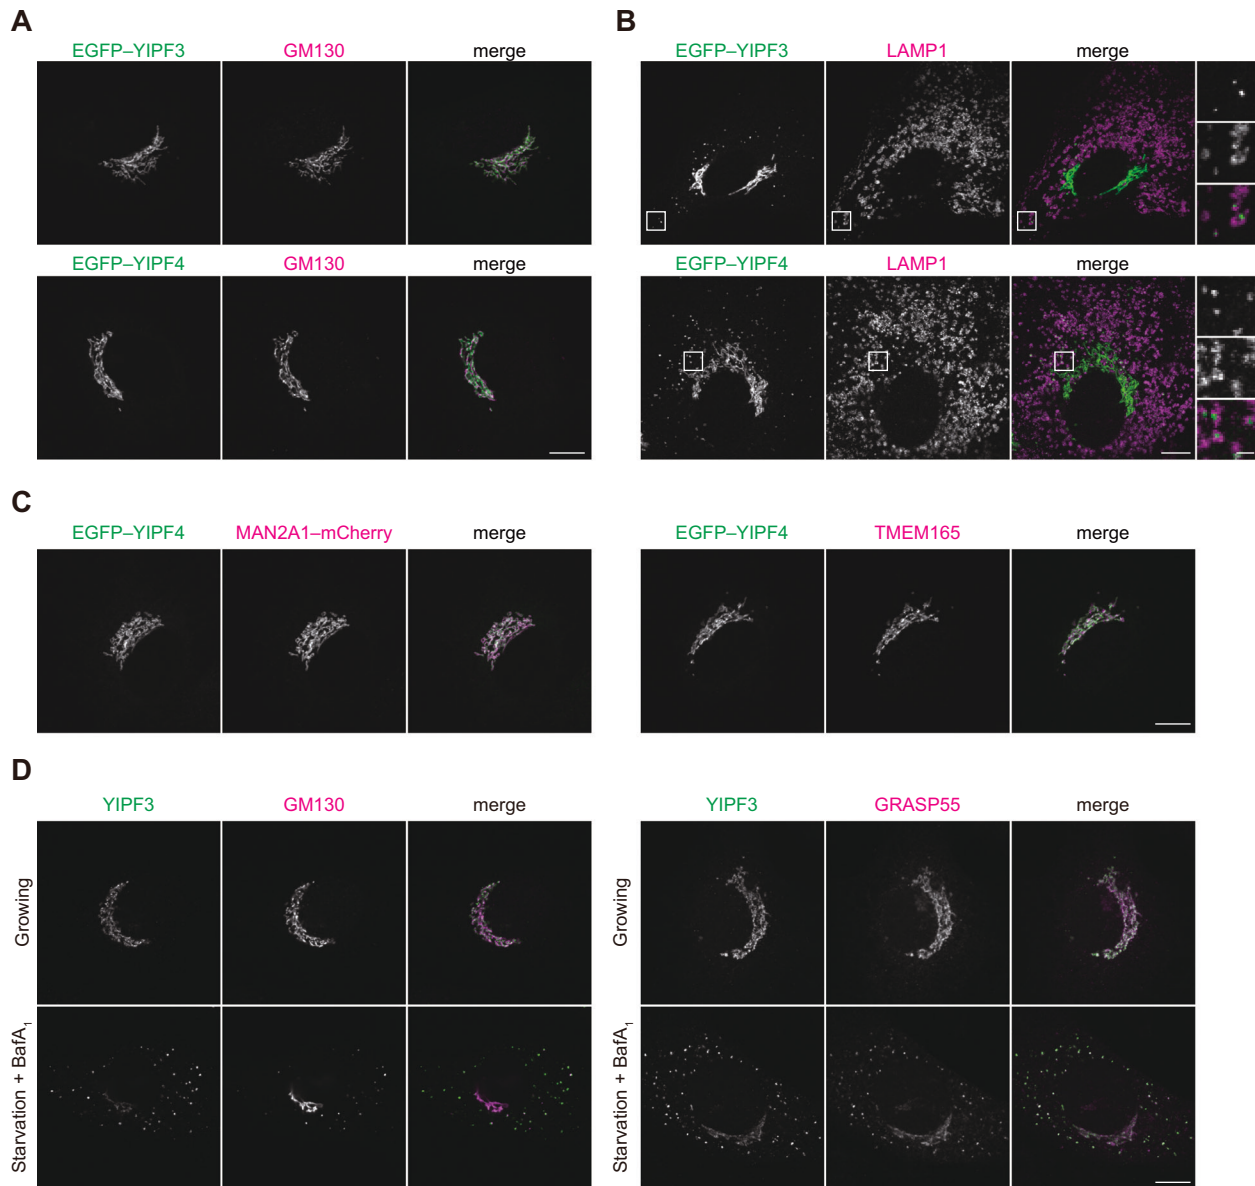 A
B
EGFP–YIPF3 GM130 merge
EGFP–YIPF3 LAMP1 merge
EGFP–YIPF4 GM130 merge
EGFP–YIPF4 LAMP1 merge
C
EGFP–YIPF4 MAN2A1–mCherry merge
EGFP–YIPF4 TMEM165 merge
D
YIPF3 GM130 merge
YIPF3 GRASP55 merge
Growing
Growing
Starvation + BafA₁
Starvation + BafA₁